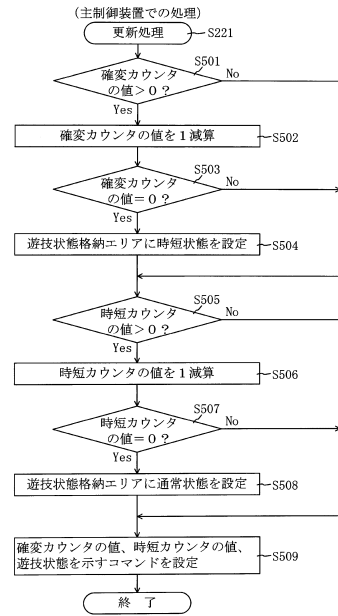 (主制御装置での処理)
更新処理
S221
S501
確変カウンタ
の値＞0？
No
Yes
確変カウンタの値を1減算
S502
S503
確変カウンタ
の値＝0？
No
Yes
遊技状態格納エリアに時短状態を設定
S504
S505
時短カウンタ
の値＞0？
No
Yes
時短カウンタの値を1減算
S506
S507
時短カウンタ
の値＝0？
No
Yes
遊技状態格納エリアに通常状態を設定
S508
確変カウンタの値、時短カウンタの値、
遊技状態を示すコマンドを設定
S509
終 了